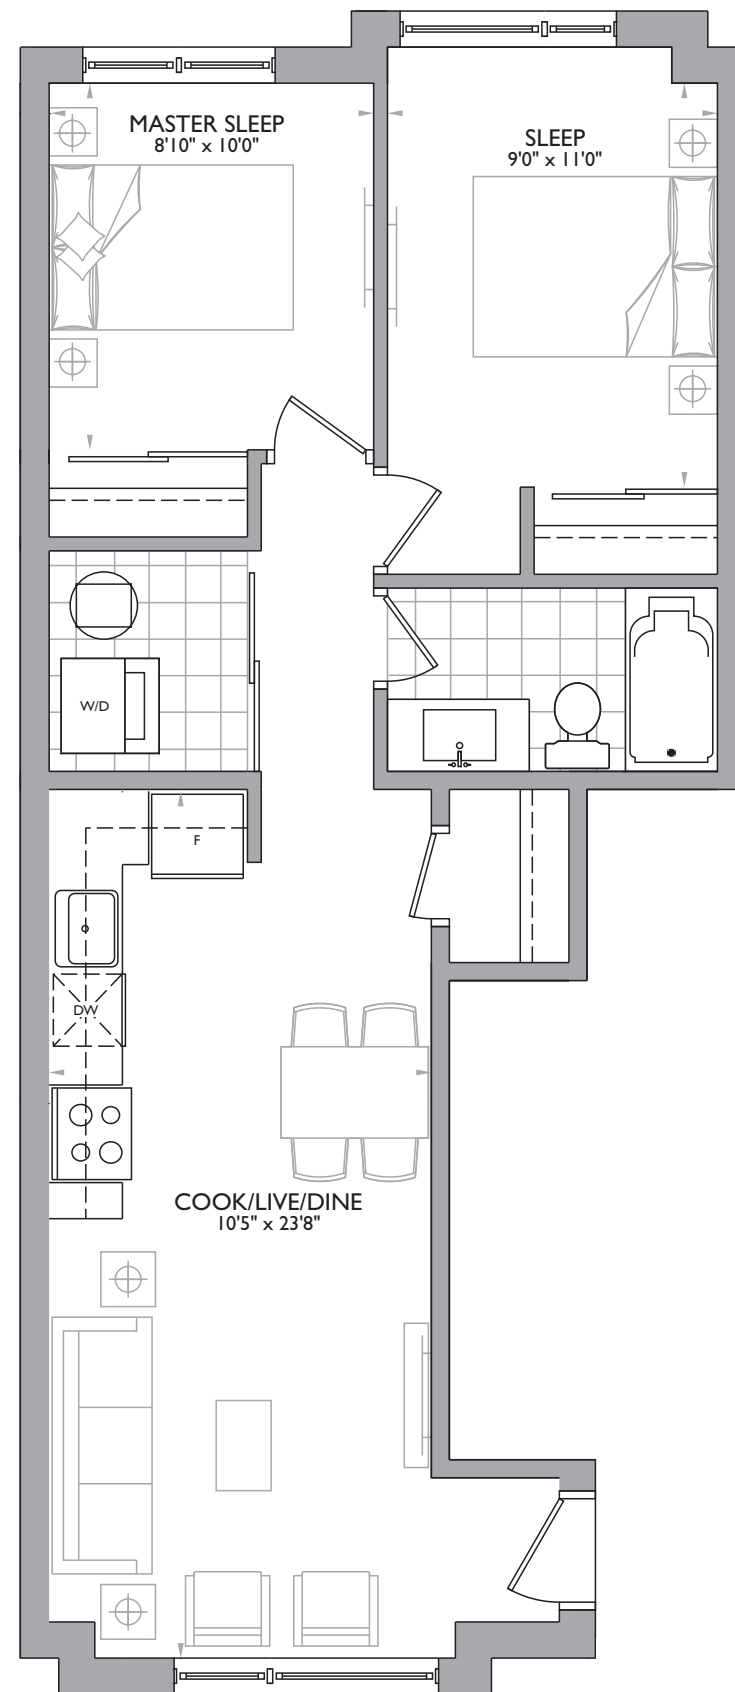 MASTER SLEEP
8'10" x 10'0"
SLEEP
9'0" x 11'0"
W/D
F
DW
COOK/LIVE/DINE
10'5" x 23'8"